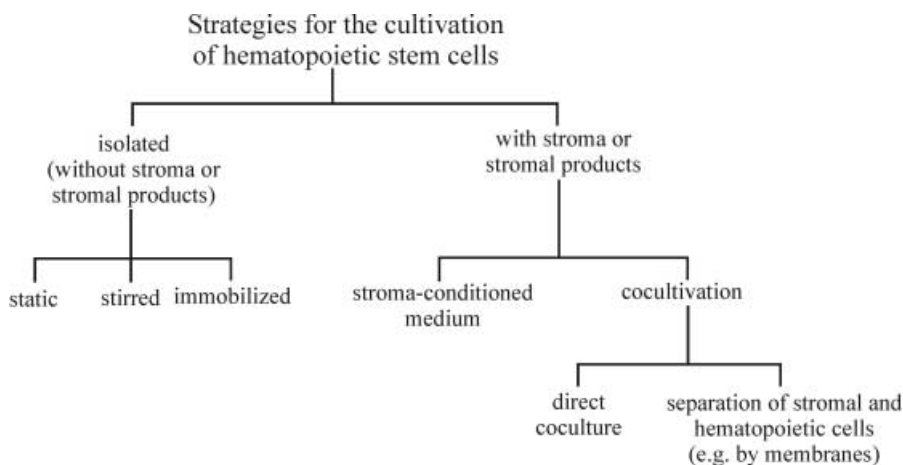 Strategies for the cultivation
of hematopoietic stem cells
isolated
(without stroma or
stromal products)
with stroma or
stromal products
static
stirred
immobilized
stroma-conditioned
medium
cocultivation
direct
coculture
separation of stromal and
hematopoietic cells
(e.g. by membranes)